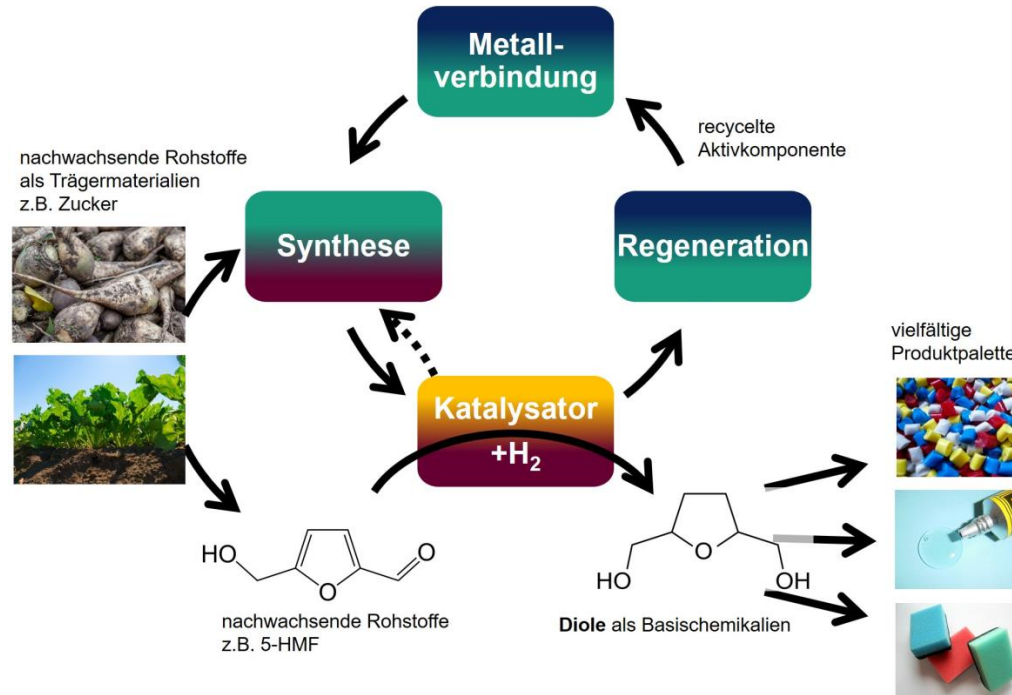 Metall-
verbindung
recycelte
Aktivkomponente
nachwachsende Rohstoffe
als Trägermaterialien
z.B. Zucker
Synthese
Regeneration
vielfältige
Produktpalette
Katalysator
+H₂
HO
O
O
O
HO
OH
nachwachsende Rohstoffe
z.B. 5-HMF
Diole als Basischemikalien